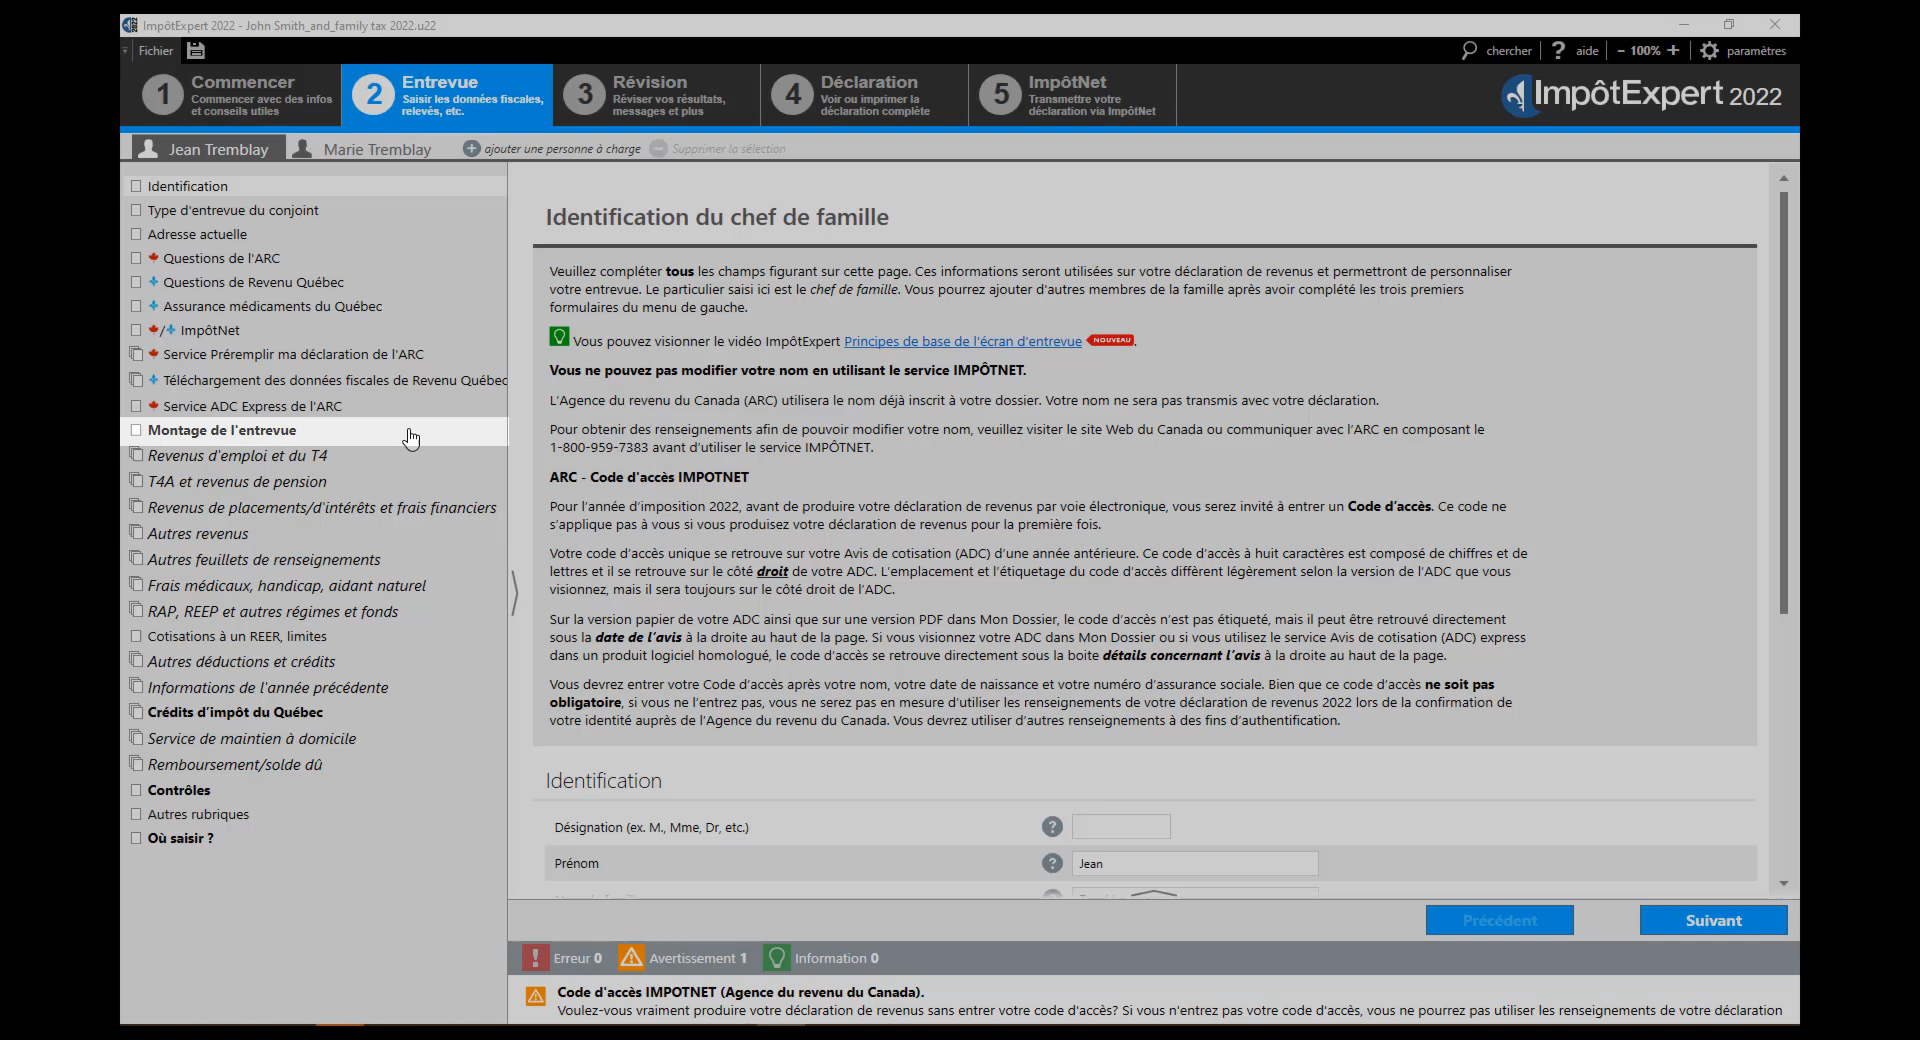 ImpôtExpert 2022 - John Smith_and_family tax 2022.u22
Fichier
chercher
? aide
- 100% +
paramètres
1 Commencer
Commencer avec des infos
et conseils utiles
2 Entrevue
Saisir les données fiscales,
relevés, etc.
3 Révision
Réviser vos résultats,
messages et plus
4 Déclaration
Voir ou imprimer la
déclaration complète
5 ImpôtNet
Transmettre votre
déclaration via ImpôtNet
ImpôtExpert 2022
Jean Tremblay
Marie Tremblay
ajouter une personne à charge
Supprimer la sélection
Identification
Type d'entrevue du conjoint
Adresse actuelle
Questions de l'ARC
Questions de Revenu Québec
Assurance médicaments du Québec
/ ImpôtNet
Service Préremplir ma déclaration de l'ARC
Téléchargement des données fiscales de Revenu Québec
Service ADC Express de l'ARC
Montage de l'entrevue
Revenus d'emploi et du T4
T4A et revenus de pension
Revenus de placements/d'intérêts et frais financiers
Autres revenus
Autres feuillets de renseignements
Frais médicaux, handicap, aidant naturel
RAP, REEP et autres régimes et fonds
Cotisations à un REER, limites
Autres déductions et crédits
Informations de l'année précédente
Crédits d'impôt du Québec
Service de maintien à domicile
Remboursement/solde dû
Contrôles
Autres rubriques
Où saisir ?
Identification du chef de famille
Veuillez compléter tous les champs figurant sur cette page. Ces informations seront utilisées sur votre déclaration de revenus et permettront de personnaliser
votre entrevue. Le particulier saisi ici est le chef de famille. Vous pourrez ajouter d'autres membres de la famille après avoir complété les trois premiers
formulaires du menu de gauche.
Vous pouvez visionner le vidéo ImpôtExpert Principes de base de l'écran d'entrevue NOUVEAU .
Vous ne pouvez pas modifier votre nom en utilisant le service IMPÔTNET.
L'Agence du revenu du Canada (ARC) utilisera le nom déjà inscrit à votre dossier. Votre nom ne sera pas transmis avec votre déclaration.
Pour obtenir des renseignements afin de pouvoir modifier votre nom, veuillez visiter le site Web du Canada ou communiquer avec l'ARC en composant le
1-800-959-7383 avant d'utiliser le service IMPÔTNET.
ARC - Code d'accès IMPOTNET
Pour l'année d'imposition 2022, avant de produire votre déclaration de revenus par voie électronique, vous serez invité à entrer un Code d'accès. Ce code ne
s'applique pas à vous si vous produisez votre déclaration de revenus pour la première fois.
Votre code d'accès unique se retrouve sur votre Avis de cotisation (ADC) d'une année antérieure. Ce code d'accès à huit caractères est composé de chiffres et de
lettres et il se retrouve sur le côté droit de votre ADC. L'emplacement et l'étiquetage du code d'accès diffèrent légèrement selon la version de l'ADC que vous
visionnez, mais il sera toujours sur le côté droit de l'ADC.
Sur la version papier de votre ADC ainsi que sur une version PDF dans Mon Dossier, le code d'accès n'est pas étiqueté, mais il peut être retrouvé directement
sous la date de l'avis à la droite au haut de la page. Si vous visionnez votre ADC dans Mon Dossier ou si vous utilisez le service Avis de cotisation (ADC) express
dans un produit logiciel homologué, le code d'accès se retrouve directement sous la boite détails concernant l'avis à la droite au haut de la page.
Vous devrez entrer votre Code d'accès après votre nom, votre date de naissance et votre numéro d'assurance sociale. Bien que ce code d'accès ne soit pas
obligatoire, si vous ne l'entrez pas, vous ne serez pas en mesure d'utiliser les renseignements de votre déclaration de revenus 2022 lors de la confirmation de
votre identité auprès de l'Agence du revenu du Canada. Vous devrez utiliser d'autres renseignements à des fins d'authentification.
Identification
Désignation (ex. M., Mme, Dr, etc.) ?
Prénom ? Jean
Précédent
Suivant
Erreur 0
Avertissement 1
Information 0
Code d'accès IMPOTNET (Agence du revenu du Canada).
Voulez-vous vraiment produire votre déclaration de revenus sans entrer votre code d'accès? Si vous n'entrez pas votre code d'accès, vous ne pourrez pas utiliser les renseignements de votre déclaration